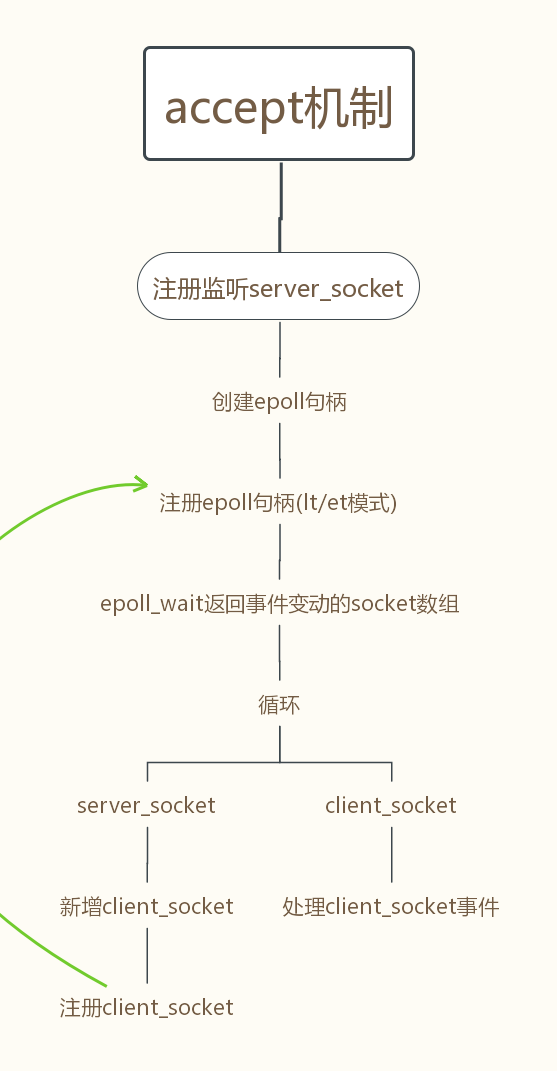 accept机制
注册监听server_socket
创建epoll句柄
注册epoll句柄(lt/et模式)
epoll_wait返回事件变动的socket数组
循环
server_socket
client_socket
新增client_socket
处理client_socket事件
注册client_socket